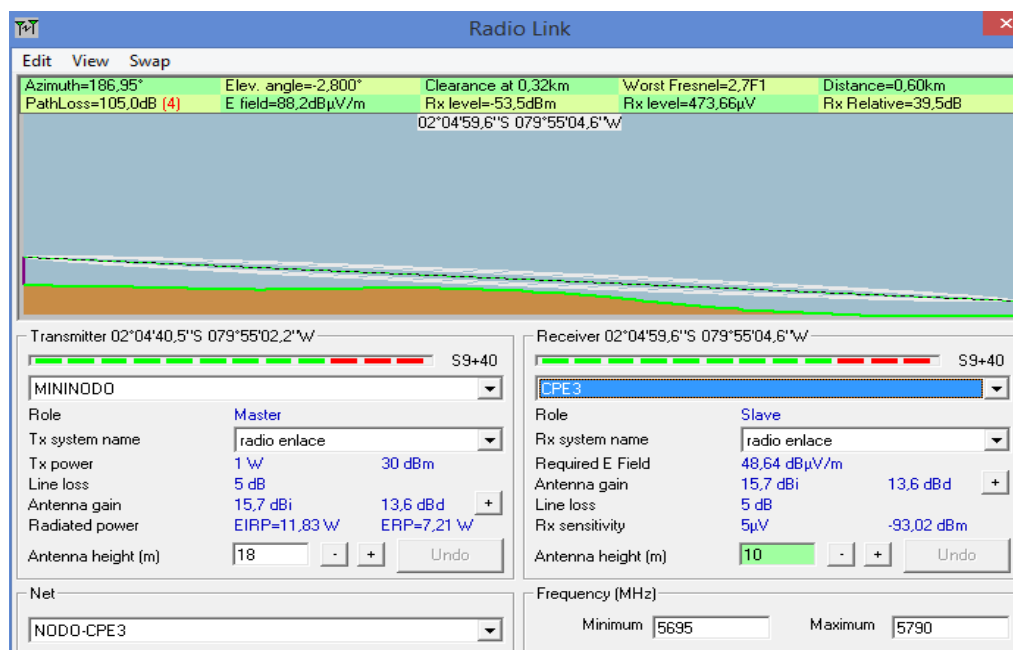 Radio Link
Edit View Swap
Azimuth=186,95° Elev. angle=-2,800° Clearance at 0,32km Worst Fresnel=2,7F1 Distance=0,60km
PathLoss=105,0dB (4) E field=88,2dBµV/m Rx level=-53,5dBm Rx level=473,66µV Rx Relative=39,5dB
02°04'59,6''S 079°55'04,6''W
Transmitter 02°04'40,5''S 079°55'02,2''W
S9+40
MININODO
Role Master
Tx system name radio enlace
Tx power 1 W 30 dBm
Line loss 5 dB
Antenna gain 15,7 dBi 13,6 dBd +
Radiated power EIRP=11,83 W ERP=7,21 W
Antenna height (m) 18 - + Undo
Net
NODO-CPE3
Receiver 02°04'59,6''S 079°55'04,6''W
S9+40
CPE3
Role Slave
Rx system name radio enlace
Required E Field 48,64 dBµV/m
Antenna gain 15,7 dBi 13,6 dBd +
Line loss 5 dB
Rx sensitivity 5µV -93,02 dBm
Antenna height (m) 10 - + Undo
Frequency (MHz)
Minimum 5695 Maximum 5790